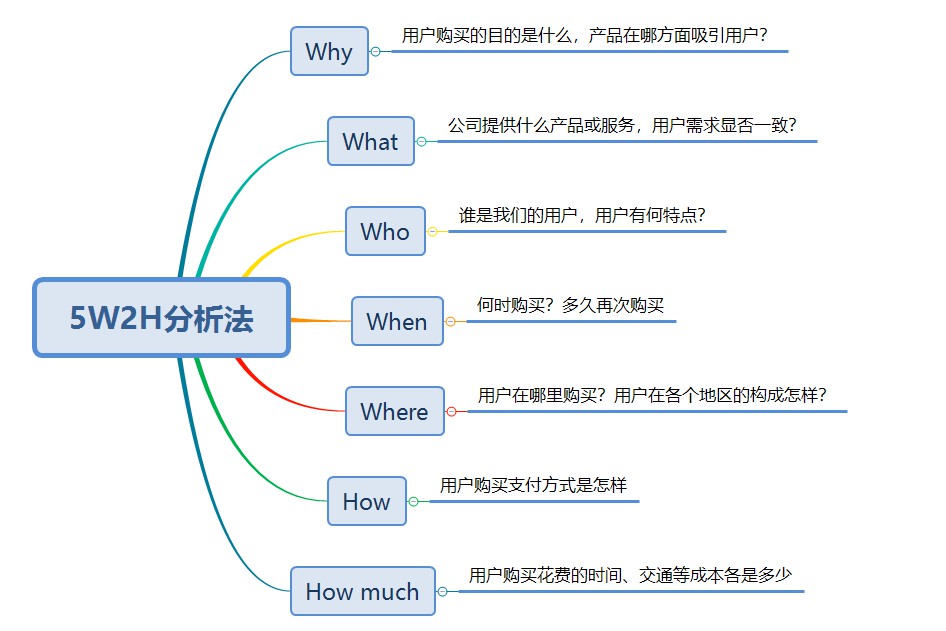 Why
用户购买的目的是什么，产品在哪方面吸引用户？
What
公司提供什么产品或服务，用户需求显否一致？
Who
谁是我们的用户，用户有何特点？
5W2H分析法
When
何时购买？多久再次购买
Where
用户在哪里购买？用户在各个地区的构成怎样？
How
用户购买支付方式是怎样
How much
用户购买花费的时间、交通等成本各是多少